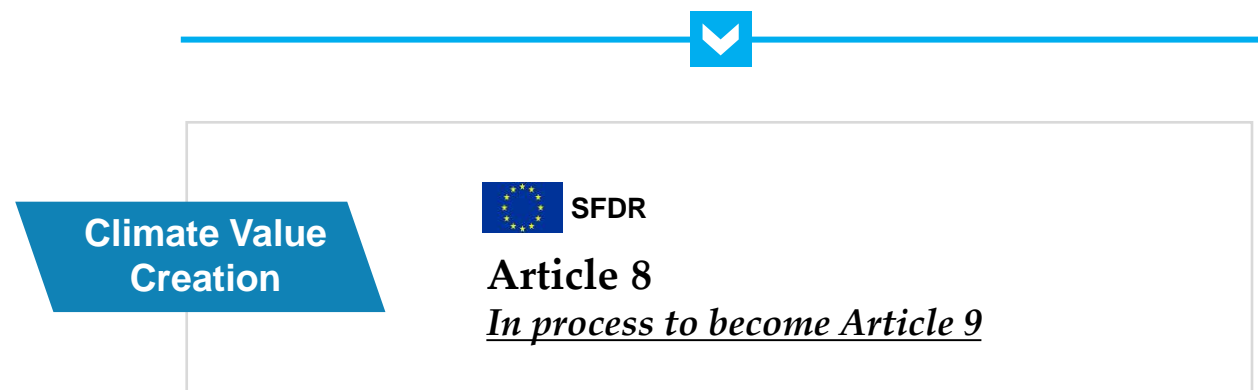 SFDR
Climate Value
Creation
Article 8
In process to become Article 9